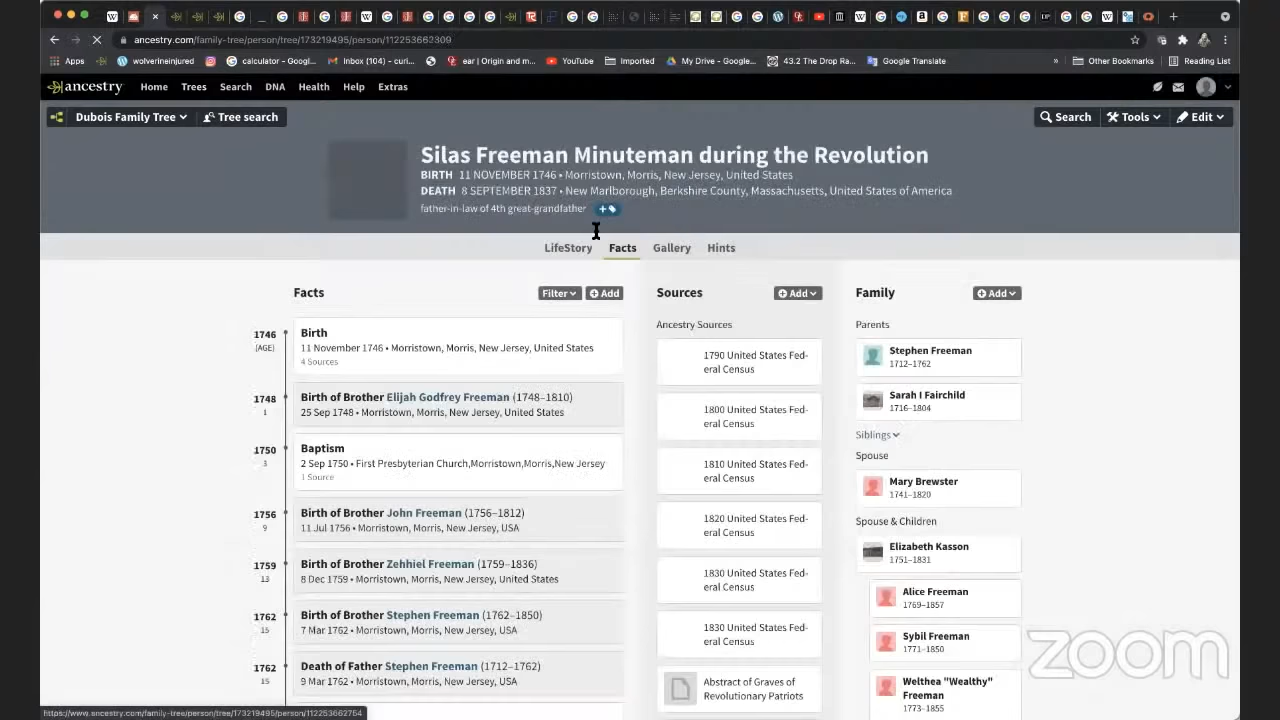 ancestry.com/family-tree/person/tree/173219495/person/112253662309
Apps
wolverineinjured
calculator – Googl...
Inbox (104) – curi...
ear | Origin and m...
YouTube
Imported
My Drive – Google...
43.2 The Drop Ra...
Google Translate
»
Other Bookmarks
Reading List
ancestry
Home
Trees
Search
DNA
Health
Help
Extras
Dubois Family Tree
Tree search
Search
Tools
Edit
Silas Freeman Minuteman during the Revolution
BIRTH 11 NOVEMBER 1746 • Morristown, Morris, New Jersey, United States
DEATH 8 SEPTEMBER 1837 • New Marlborough, Berkshire County, Massachusetts, United States of America
father-in-law of 4th great-grandfather
LifeStory
Facts
Gallery
Hints
Facts
Filter
Add
1746
(AGE)
Birth
11 November 1746 • Morristown, Morris, New Jersey, United States
4 Sources
1748
1
Birth of Brother Elijah Godfrey Freeman (1748–1810)
25 Sep 1748 • Morristown, Morris, New Jersey, United States
1750
3
Baptism
2 Sep 1750 • First Presbyterian Church,Morristown,Morris,New Jersey
1 Source
1756
9
Birth of Brother John Freeman (1756–1812)
11 Jul 1756 • Morristown, Morris, New Jersey, USA
1759
13
Birth of Brother Zehhiel Freeman (1759–1836)
8 Dec 1759 • Morristown, Morris, New Jersey, United States
1762
15
Birth of Brother Stephen Freeman (1762–1850)
7 Mar 1762 • Morristown, Morris, New Jersey, USA
1762
15
Death of Father Stephen Freeman (1712–1762)
9 Mar 1762 • Morristown, Morris, New Jersey, USA
Sources
Add
Ancestry Sources
1790 United States Fed-
eral Census
1800 United States Fed-
eral Census
1810 United States Fed-
eral Census
1820 United States Fed-
eral Census
1830 United States Fed-
eral Census
1830 United States Fed-
eral Census
Abstract of Graves of
Revolutionary Patriots
Family
Add
Parents
Stephen Freeman
1712–1762
Sarah I Fairchild
1716–1804
Siblings
Spouse
Mary Brewster
1741–1820
Spouse & Children
Elizabeth Kasson
1751–1831
Alice Freeman
1769–1857
Sybil Freeman
1771–1850
Welthea "Wealthy"
Freeman
1773–1855
zoom
https://www.ancestry.com/family-tree/person/tree/173219495/person/112253662754